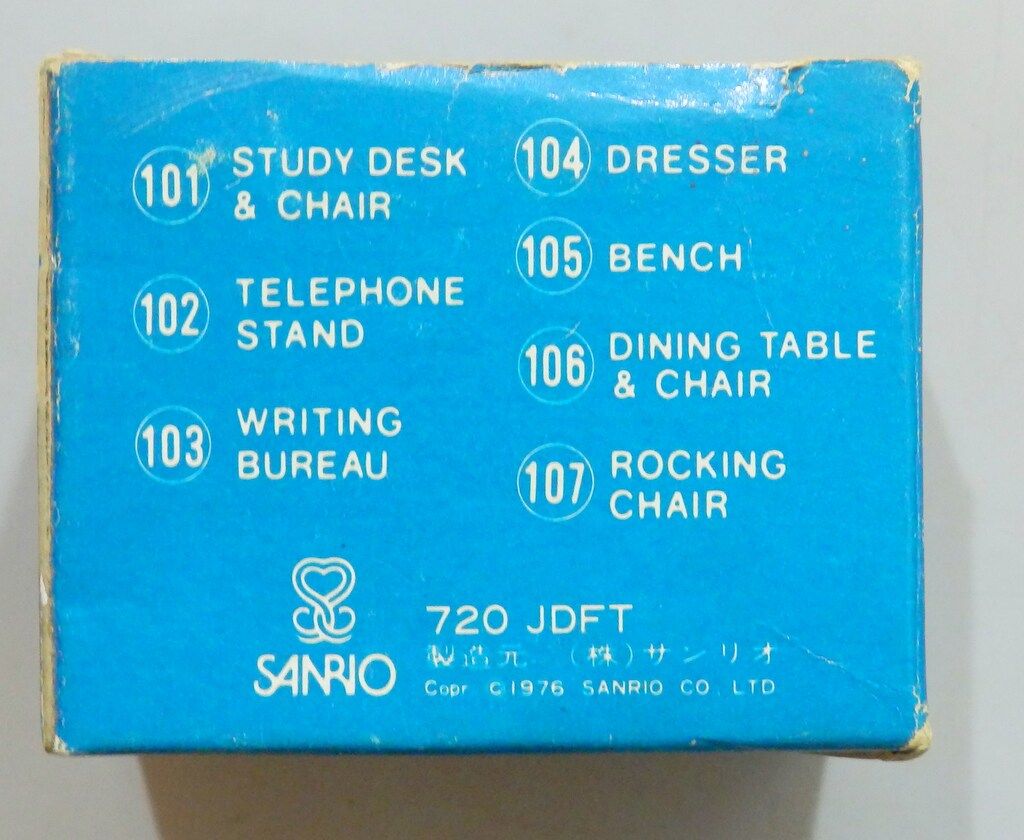 101 STUDY DESK
& CHAIR
102 TELEPHONE
STAND
103 WRITING
BUREAU
104 DRESSER
105 BENCH
106 DINING TABLE
& CHAIR
107 ROCKING
CHAIR
SANRIO
720 JDFT
製造元 (株)サンリオ
Copr c 1976 SANRIO CO. LTD